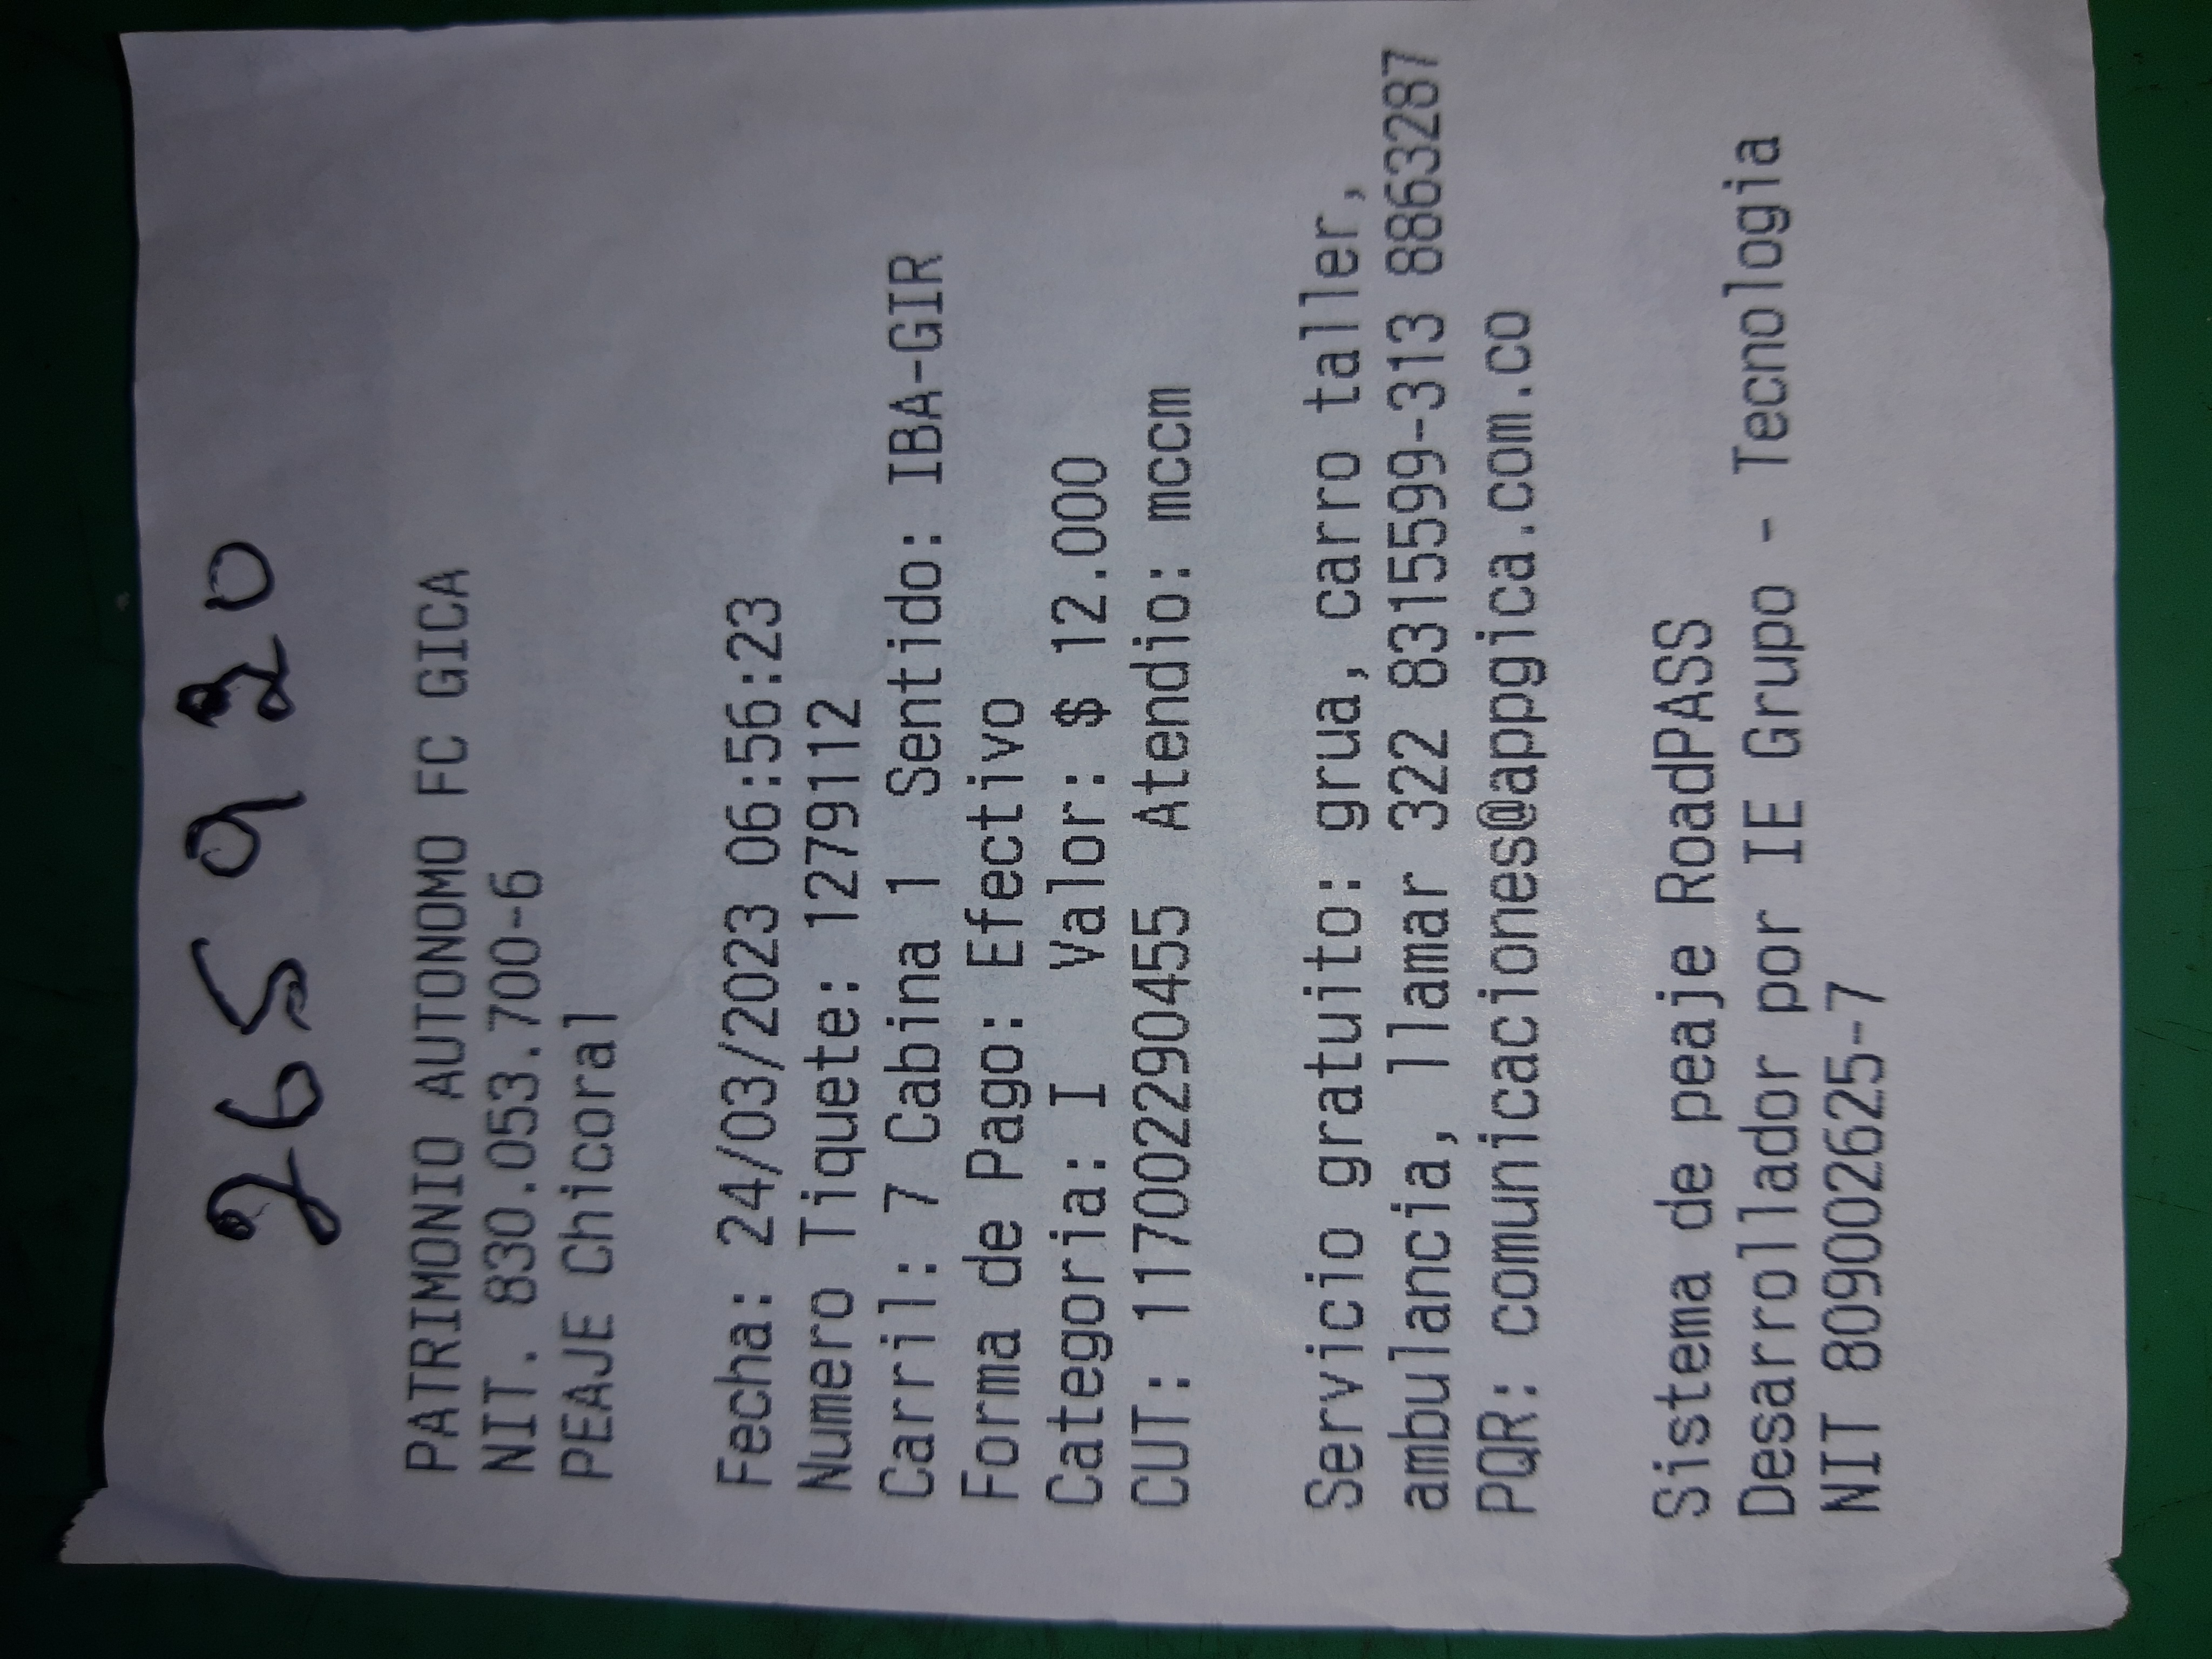 265920
PATRIMONIO AUTONOMO FC GICA
NIT. 830.053.700-6
PEAJE Chicoral
Fecha: 24/03/2023 06:56:23
Numero Tiquete: 1279112
Carril: 7 Cabina 1 Sentido: IBA-GIR
Forma de Pago: Efectivo
Categoria: I Valor: $ 12.000
CUT: 117002290455 Atendio: mccm
Servicio gratuito: grua, carro taller,
ambulancia, llamar 322 8315599-313 8863287
PQR: comunicaciones@appgica.com.co
Sistema de peaje RoadPASS
Desarrollador por IE Grupo - Tecnologia
NIT 809002625-7